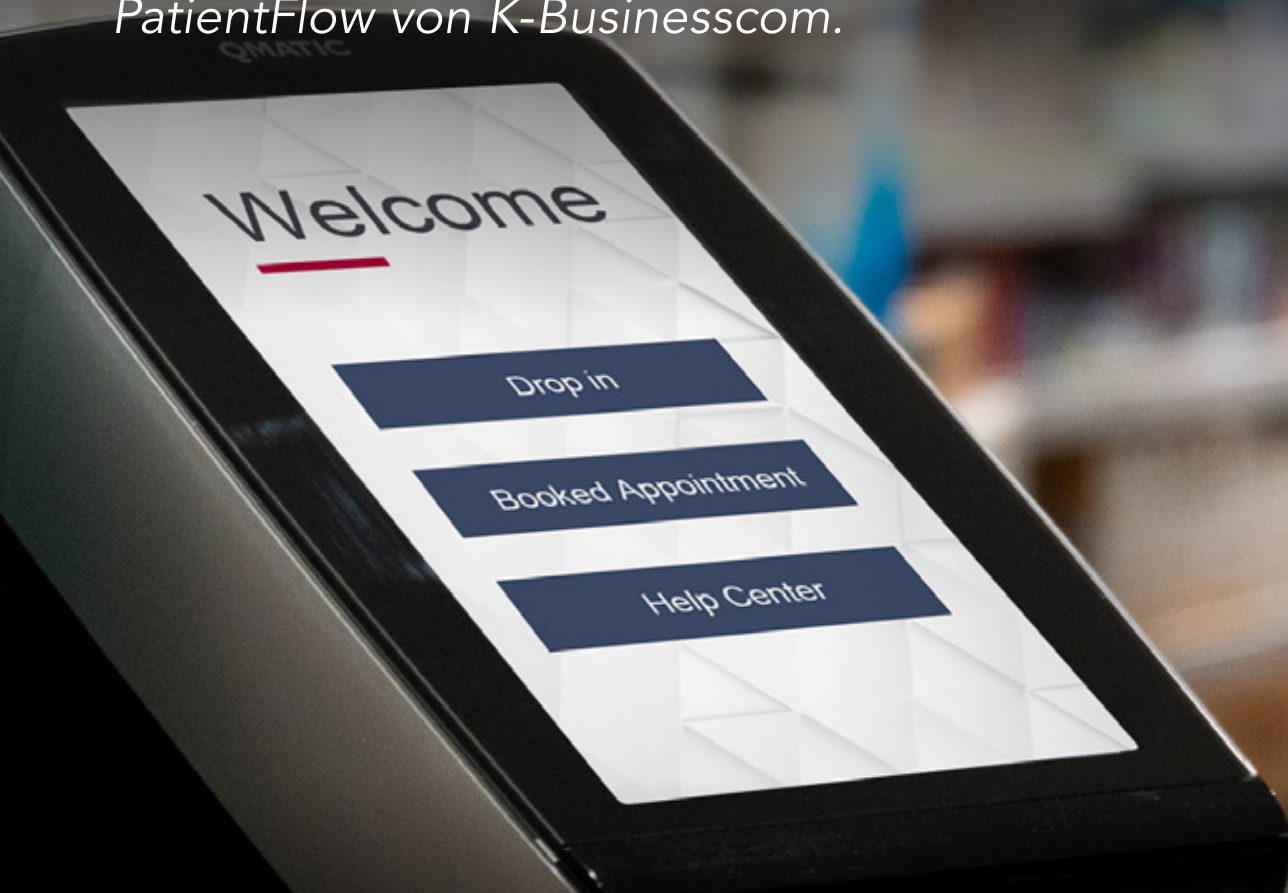 PatientFlow von K-Businesscom.
QMATIC
Welcome
Drop in
Booked Appointment
Help Center